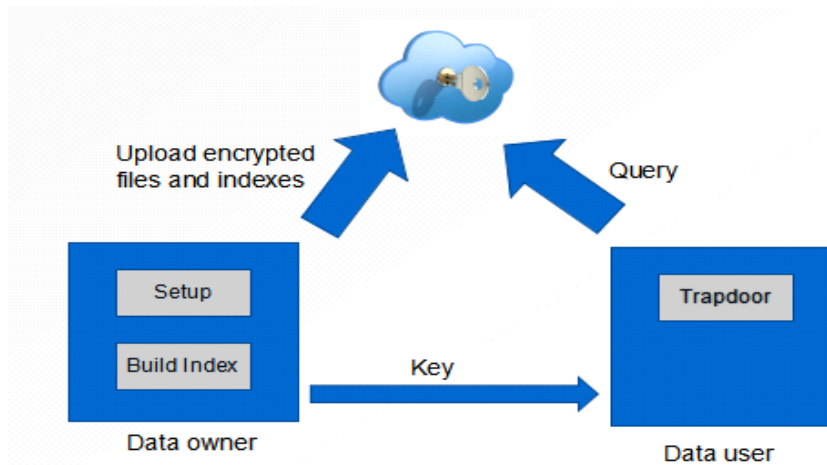 Upload encrypted
files and indexes
Query
Setup
Trapdoor
Build Index
Key
Data owner
Data user